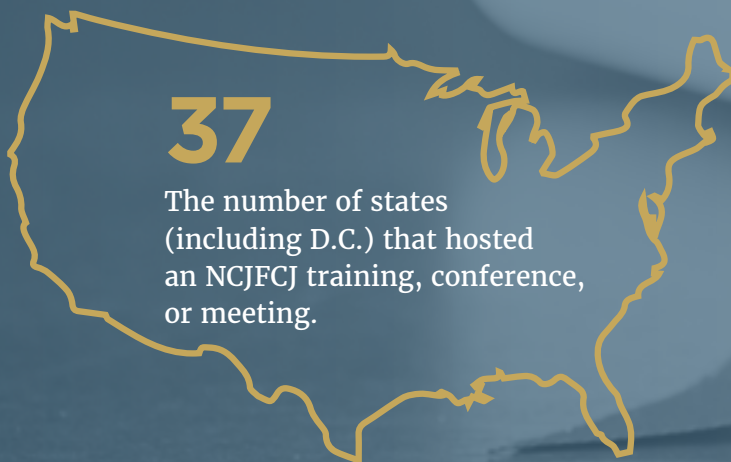 37
The number of states
(including D.C.) that hosted
an NCJFCJ training, conference,
or meeting.